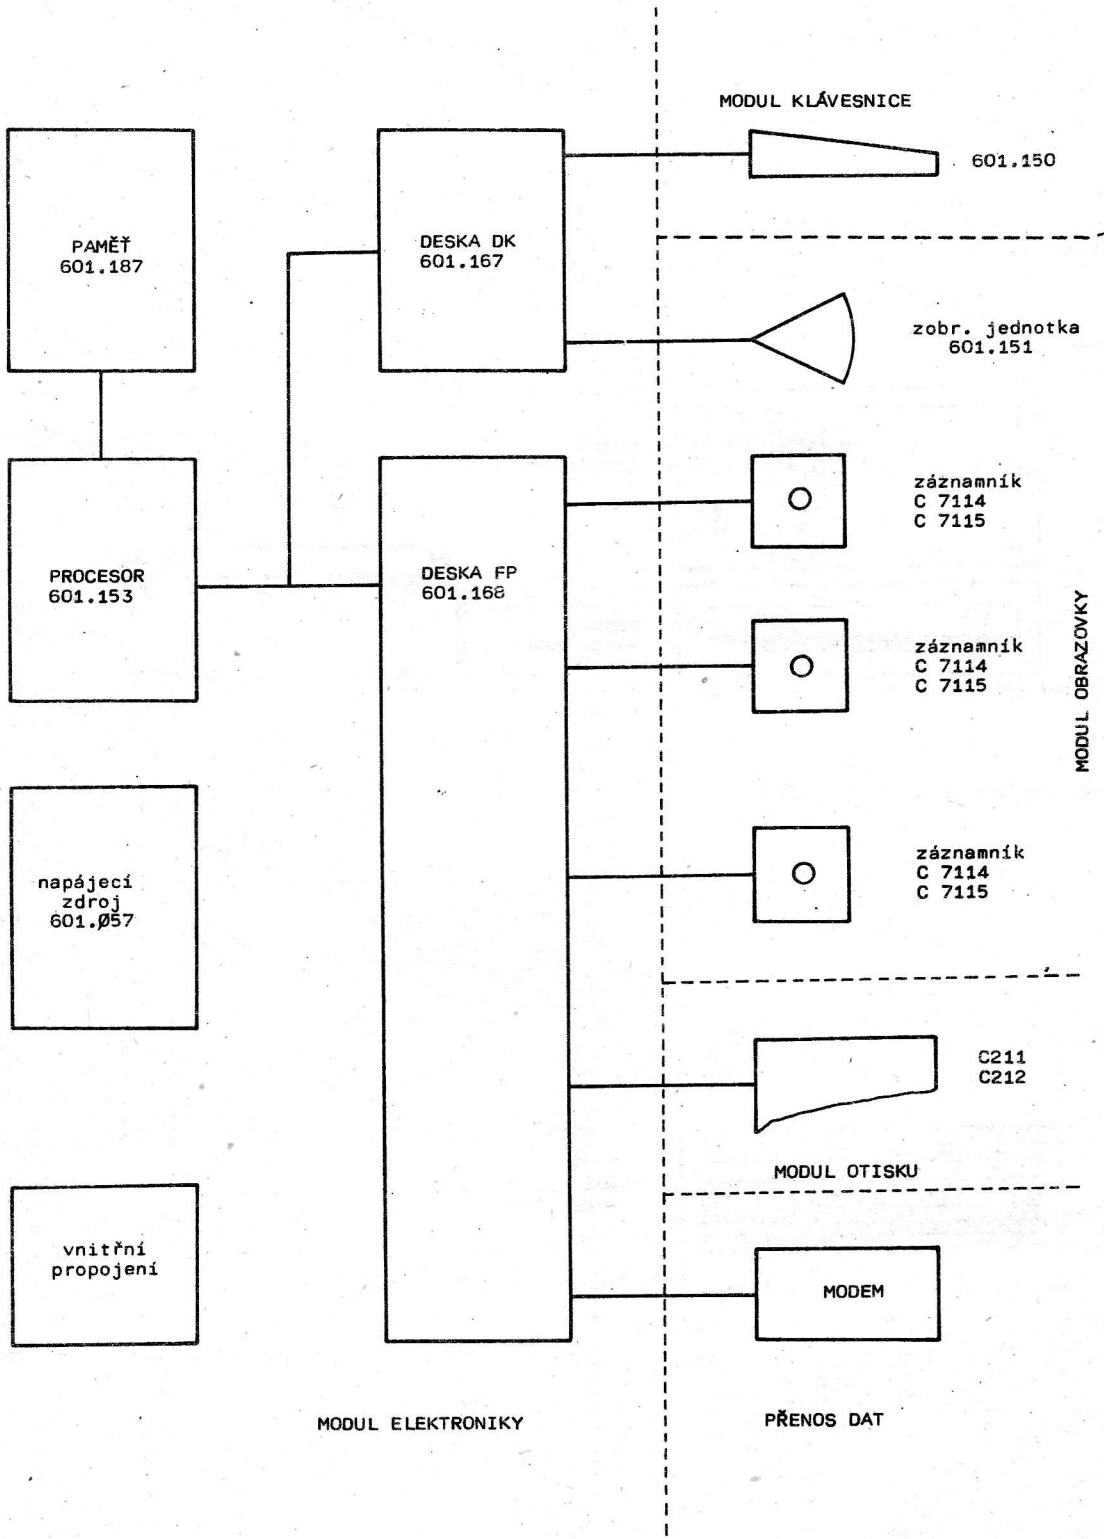 MODUL KLÁVESNICE
601.150
PAMĚŤ
601.187
DESKA DK
601.167
zobr. jednotka
601.151
záznamník
C 7114
C 7115
PROCESOR
601.153
DESKA FP
601.168
záznamník
C 7114
C 7115
MODUL OBRAZOVKY
záznamník
C 7114
C 7115
napájecí
zdroj
601.Ø57
C211
C212
MODUL OTISKU
vnitřní
propojení
MODEM
MODUL ELEKTRONIKY
PŘENOS DAT